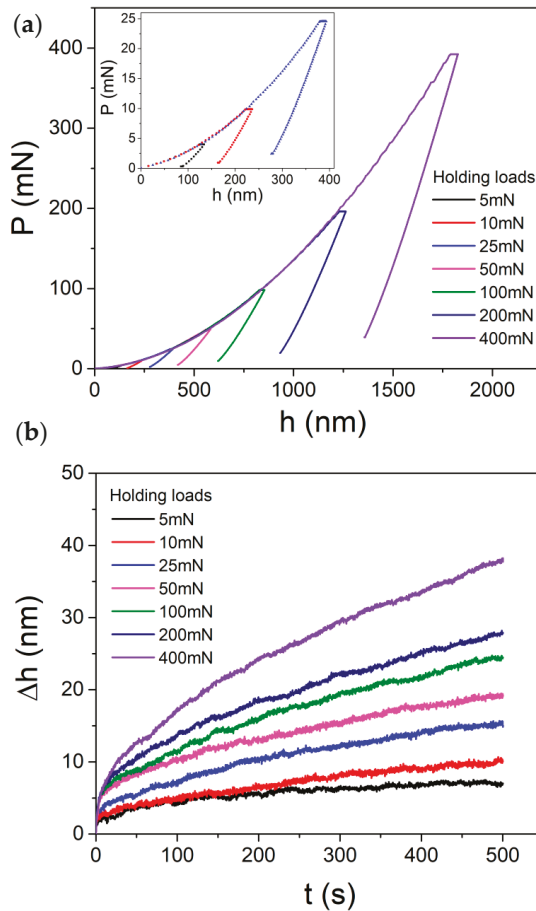 (a)
25
20
15
10
5
0
P (mN)
0 100 200 300 400
h (nm)
400
300
200
100
0
P (mN)
Holding loads
5mN
10mN
25mN
50mN
100mN
200mN
400mN
0 500 1000 1500 2000
h (nm)
(b)
50
40
30
20
10
0
Δh (nm)
Holding loads
5mN
10mN
25mN
50mN
100mN
200mN
400mN
0 100 200 300 400 500
t (s)